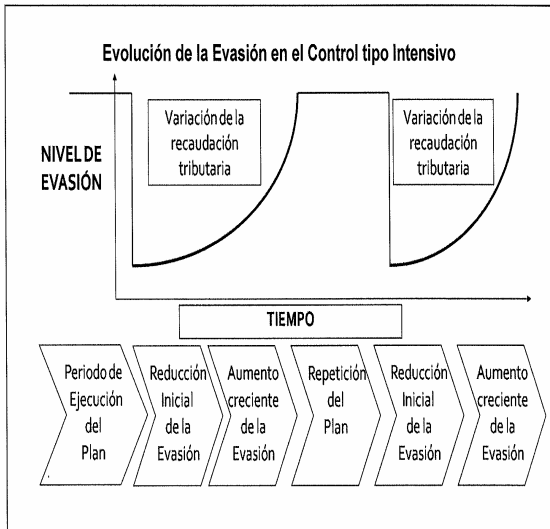 Evolución de la Evasión en el Control tipo Intensivo
NIVEL DE
EVASIÓN
Variación de la
recaudación
tributaria
Variación de la
recaudación
tributaria
TIEMPO
Periodo de
Ejecución
del
Plan
Reducción
Inicial
de la
Evasión
Aumento
creciente
de la
Evasión
Repetición
del
Plan
Reducción
Inicial
de la
Evasión
Aumento
creciente
de la
Evasión